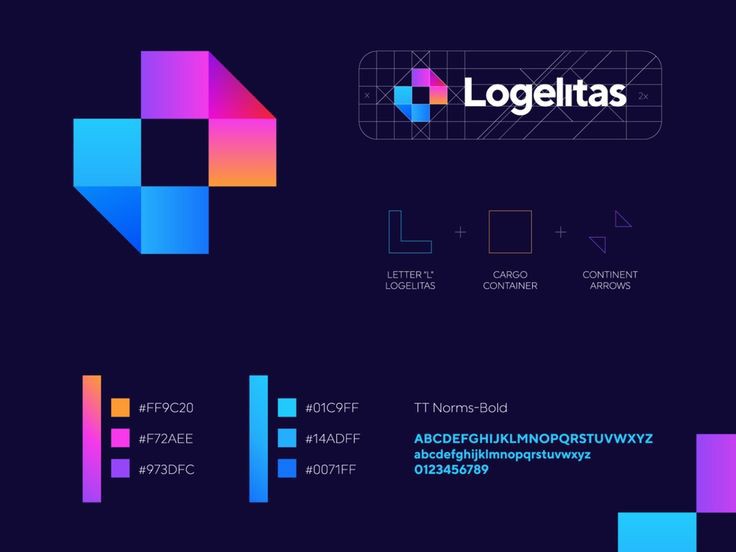 Logelitas
x
2x
LETTER "L"
LOGELITAS
CARGO
CONTAINER
CONTINENT
ARROWS
#FF9C20
#F72AEE
#973DFC
#01C9FF
#14ADFF
#0071FF
TT Norms-Bold
ABCDEFGHIJKLMNOPQRSTUVWXYZ
abcdefghijklmnopqrstuvwxyz
0123456789